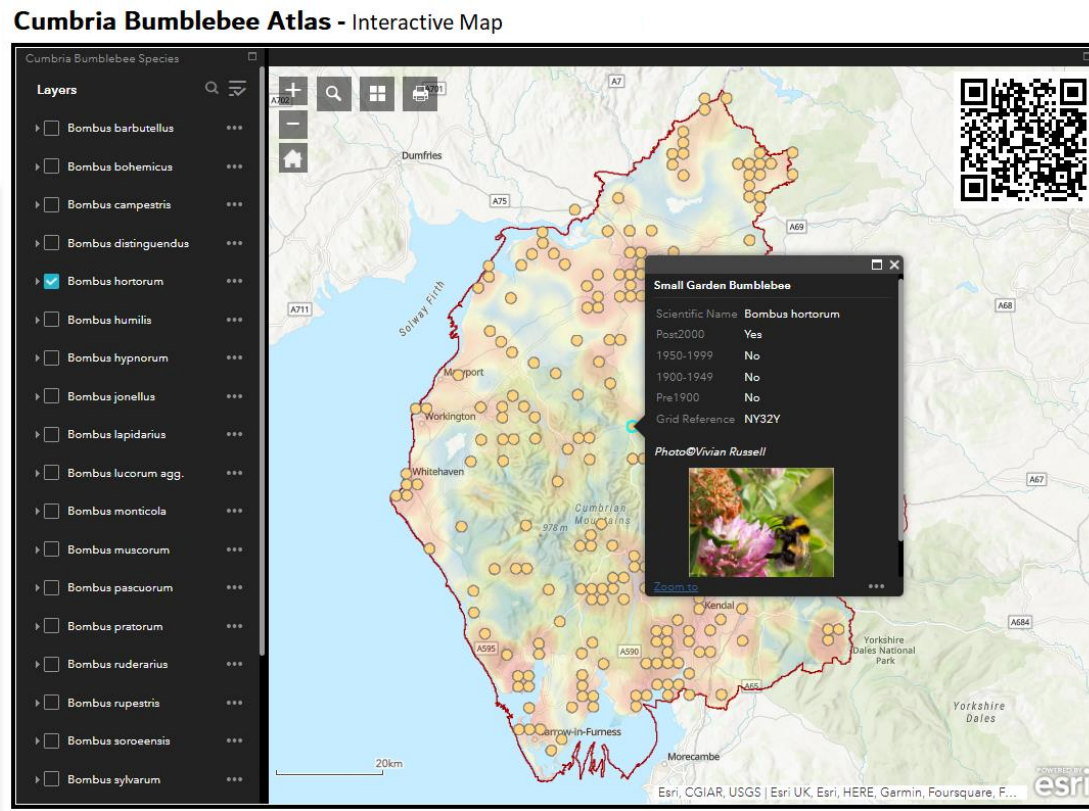 Cumbria Bumblebee Atlas - Interactive Map
Cumbria Bumblebee Species
Layers
Bombus barbutellus
Bombus bohemicus
Bombus campestris
Bombus distinguendus
Bombus hortorum
Bombus humilis
Bombus hypnorum
Bombus jonellus
Bombus lapidarius
Bombus lucorum agg.
Bombus monticola
Bombus muscorum
Bombus pascuorum
Bombus pratorum
Bombus ruderarius
Bombus rupestris
Bombus soroeensis
Bombus sylvarum
A702
A701
A7
Dumfries
A75
A69
A711
Solway Firth
A68
Maryport
Workington
Whitehaven
A67
Cumbrian
Mountains
978 m
Kendal
A684
A595
A590
A65
Yorkshire
Dales National
Park
Yorkshire
Dales
Barrow-in-Furness
Morecambe
20km
Small Garden Bumblebee
Scientific Name Bombus hortorum
Post2000 Yes
1950-1999 No
1900-1949 No
Pre1900 No
Grid Reference NY32Y
Photo©Vivian Russell
Zoom to
Esri, CGIAR, USGS | Esri UK, Esri, HERE, Garmin, Foursquare, F...
POWERED BY
esri